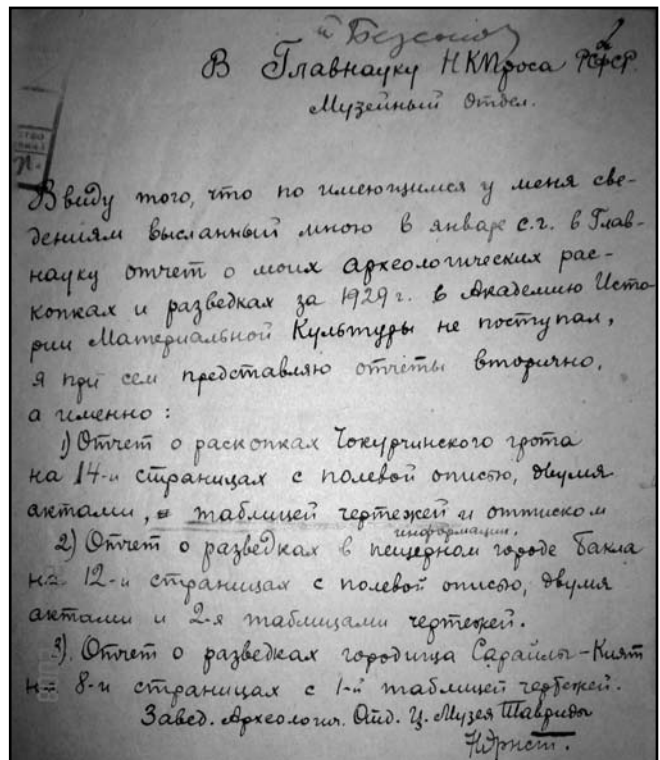 В Главнауку НКПроса РСФСР.
Музейный Отдел.
Ввиду того, что по имеющимся у меня све-
дениям высланный мною в январе с.г. в Глав-
науку отчет о моих археологических рас-
копках и разведках за 1929 г. в Академию Исто-
рии Материальной Культуры не поступал,
я при сем представляю отчеты вторично,
а именно:
1) Отчет о раскопках Чокурчинского грота
на 14-и страницах с полевой описью, двумя
актами, таблицей чертежей и оттиском
информации.
2) Отчет о разведках в пещерном городе Бакла
на 12-и страницах с полевой описью, двумя
актами и 2-я таблицами чертежей.
3). Отчет о разведках городища Сарайлы-Кият
на 8-и страницах с 1-й таблицей чертежей.
Завед. Археологич. Отд. Ц. Музея Тавриды
НЭрнст.